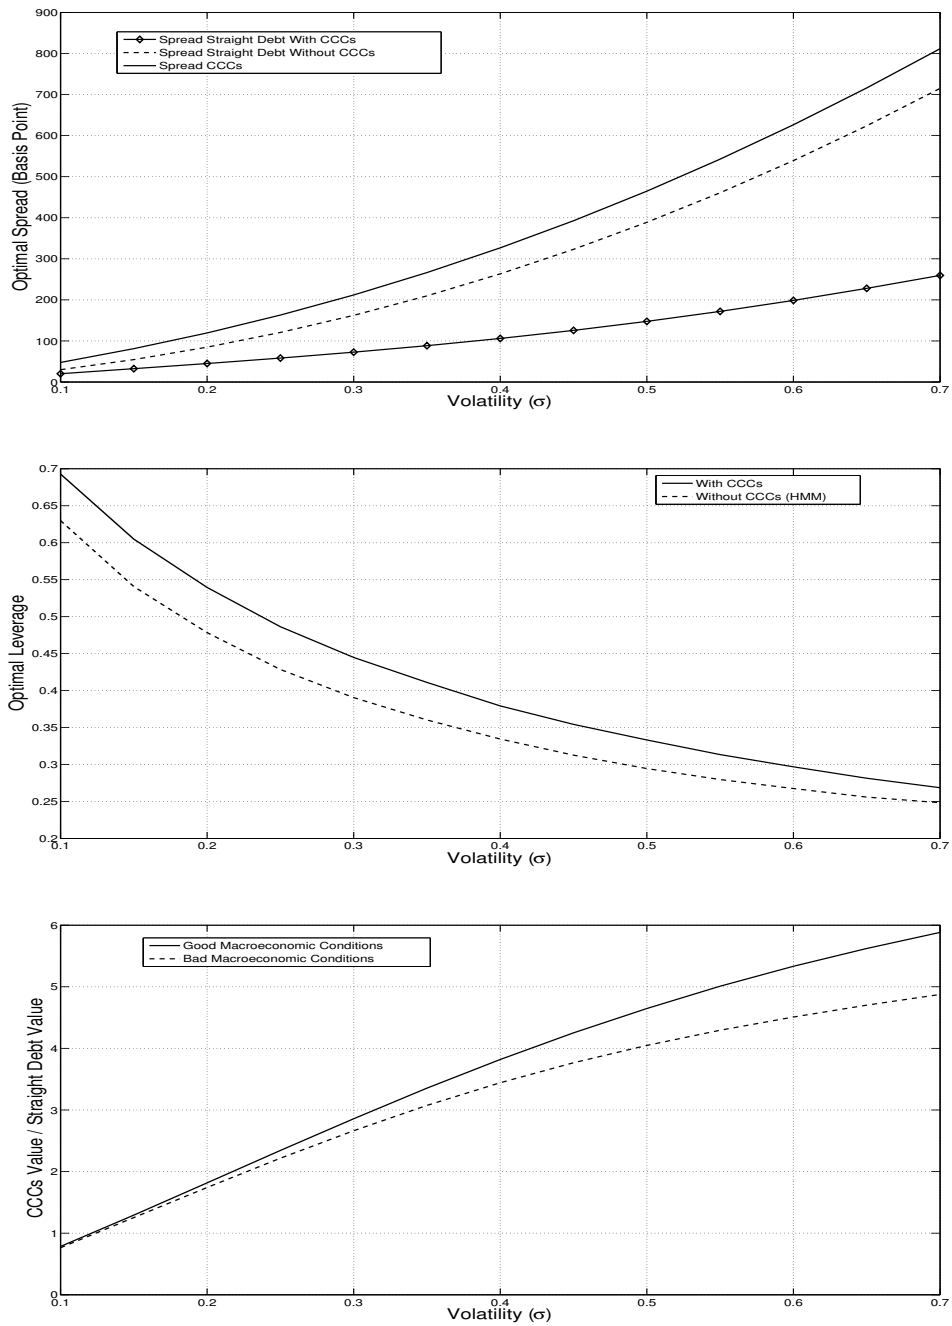 900
800
700
600
500
400
300
200
100
0
Optimal Spread (Basis Point)
Spread Straight Debt With CCCs
Spread Straight Debt Without CCCs
Spread CCCs
0.1 0.2 0.3 0.4 0.5 0.6 0.7
Volatility (σ)
0.7
0.65
0.6
0.55
0.5
0.45
0.4
0.35
0.3
0.25
0.2
Optimal Leverage
With CCCs
Without CCCs (HMM)
0.1 0.2 0.3 0.4 0.5 0.6 0.7
Volatility (σ)
6
5
4
3
2
1
0
CCCs Value / Straight Debt Value
Good Macroeconomic Conditions
Bad Macroeconomic Conditions
0.1 0.2 0.3 0.4 0.5 0.6 0.7
Volatility (σ)